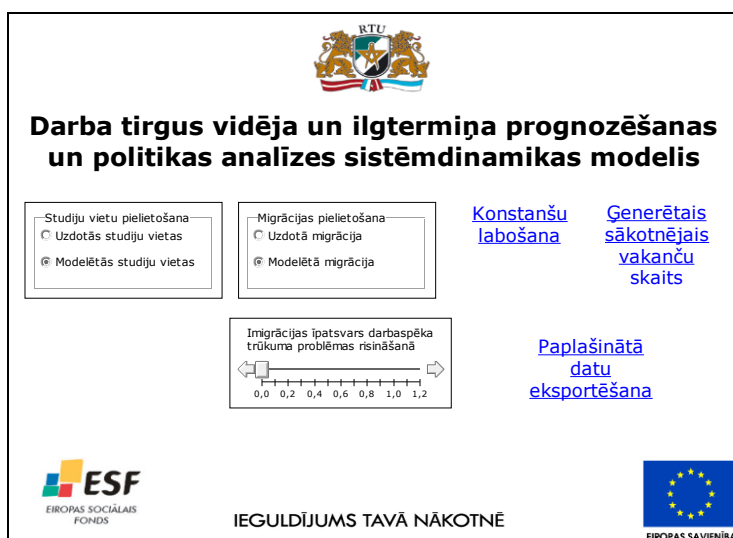 RTU
Darba tirgus vidēja un ilgtermiņa prognozēšanas
un politikas analīzes sistēmdinamikas modelis
Studiju vietu pielietošana
Uzdotās studiju vietas
Modelētās studiju vietas
Migrācijas pielietošana
Uzdotā migrācija
Modelētā migrācija
Konstanšu
labošana
Ģenerētais
sākotnējais
vakanču
skaits
Imigrācijas īpatsvars darbaspēka
trūkuma problēmas risināšanā
0,0 0,2 0,4 0,6 0,8 1,0 1,2
Paplašinātā
datu
eksportēšana
ESF
EIROPAS SOCIĀLAIS
FONDS
IEGULDĪJUMS TAVĀ NĀKOTNĒ
EIROPAS SAVIENĪBA